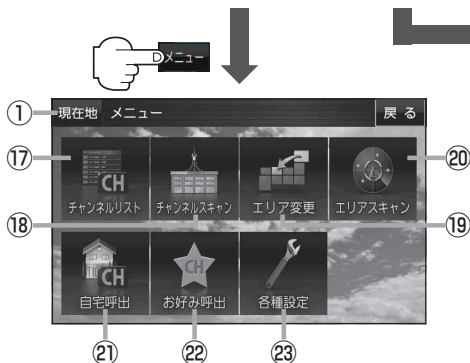 Dメニュー
① 現在地 メニュー 戻る
⑰ ⑳
CH
チャンネルリスト チャンネルスキャン エリア変更 エリアスキャン
⑱ ⑲
CH CH
自宅呼出 お好み呼出 各種設定
㉑ ㉒ ㉓